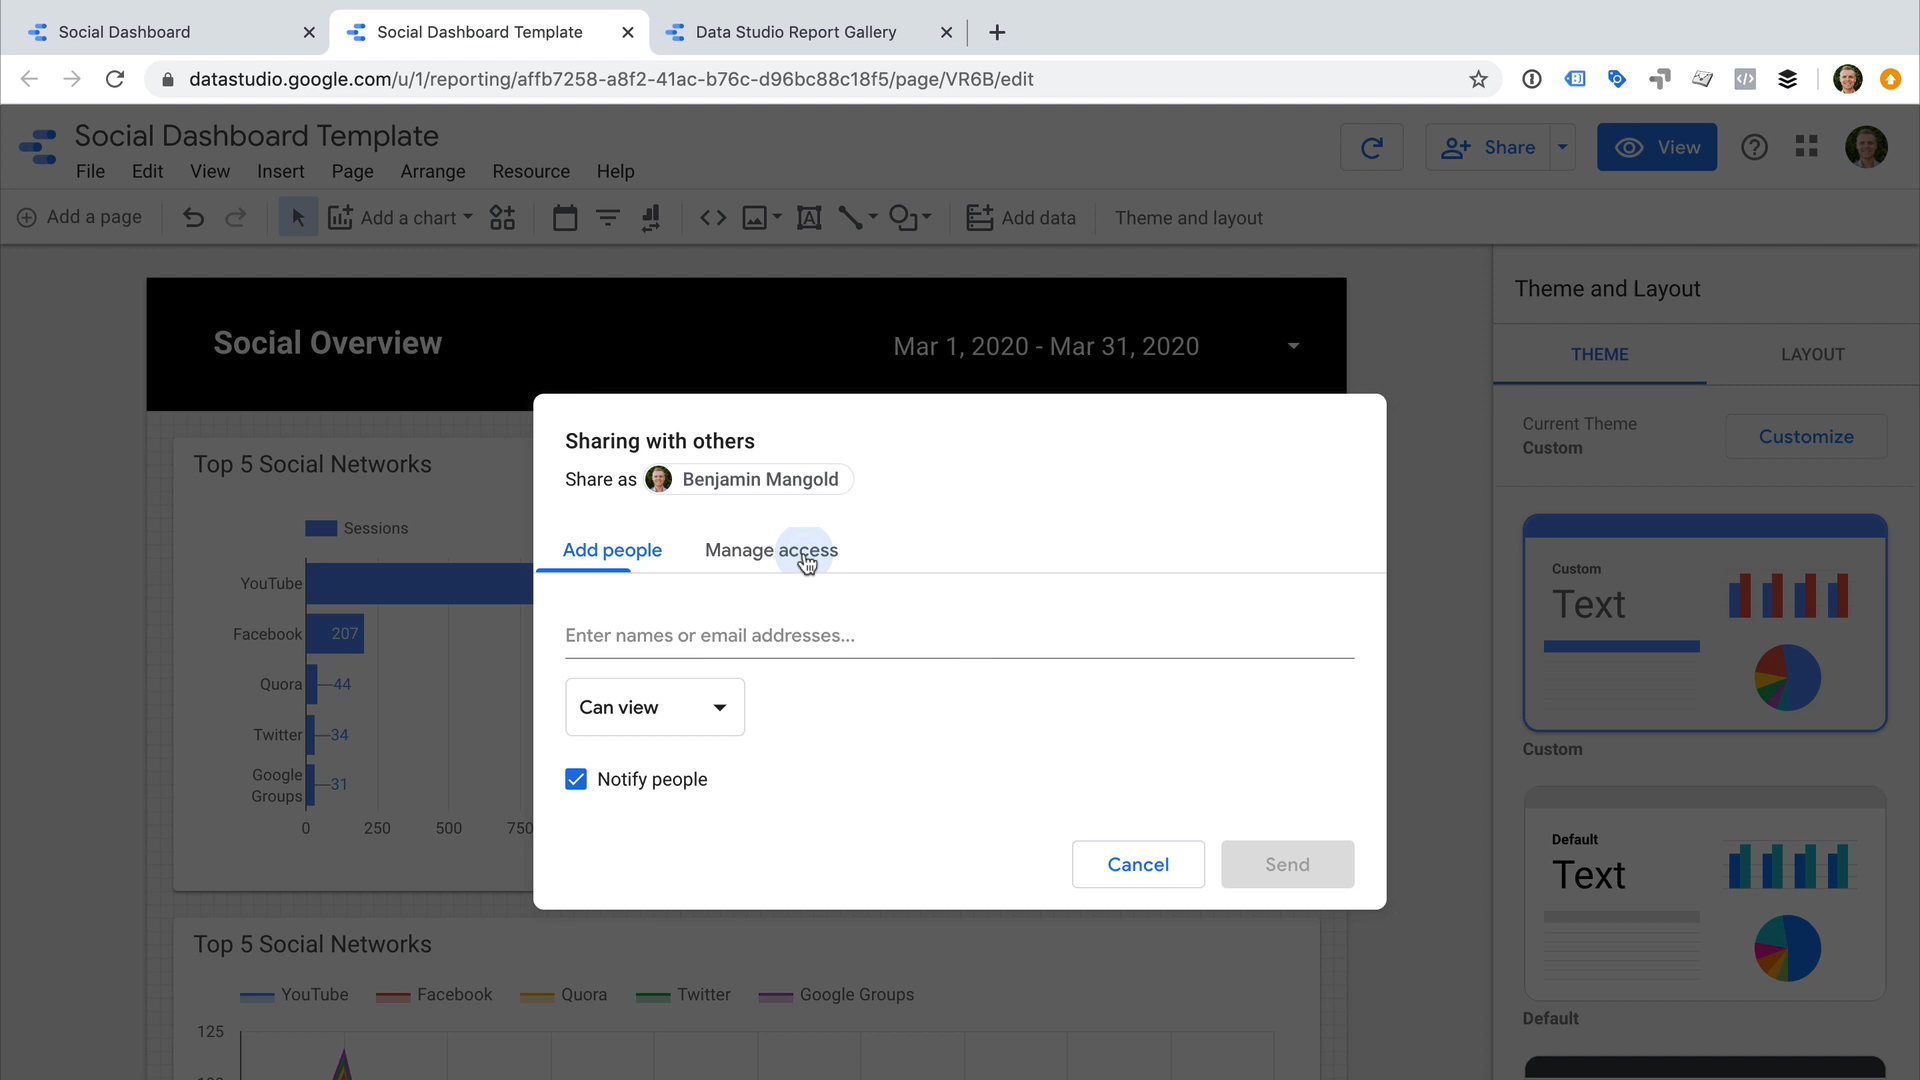 Social Dashboard
Social Dashboard Template
Data Studio Report Gallery
datastudio.google.com/u/1/reporting/affb7258-a8f2-41ac-b76c-d96bc88c18f5/page/VR6B/edit
Social Dashboard Template
File Edit View Insert Page Arrange Resource Help
Share
View
Add a page
Add a chart
Add data
Theme and layout
Social Overview
Mar 1, 2020 - Mar 31, 2020
Top 5 Social Networks
Sessions
YouTube
Facebook 207
Quora 44
Twitter 34
Google Groups 31
0 250 500 750
Sharing with others
Share as Benjamin Mangold
Add people
Manage access
Enter names or email addresses...
Can view
Notify people
Cancel
Send
Top 5 Social Networks
YouTube Facebook Quora Twitter Google Groups
125
Theme and Layout
THEME
LAYOUT
Current Theme
Custom
Customize
Custom
Text
Custom
Default
Text
Default